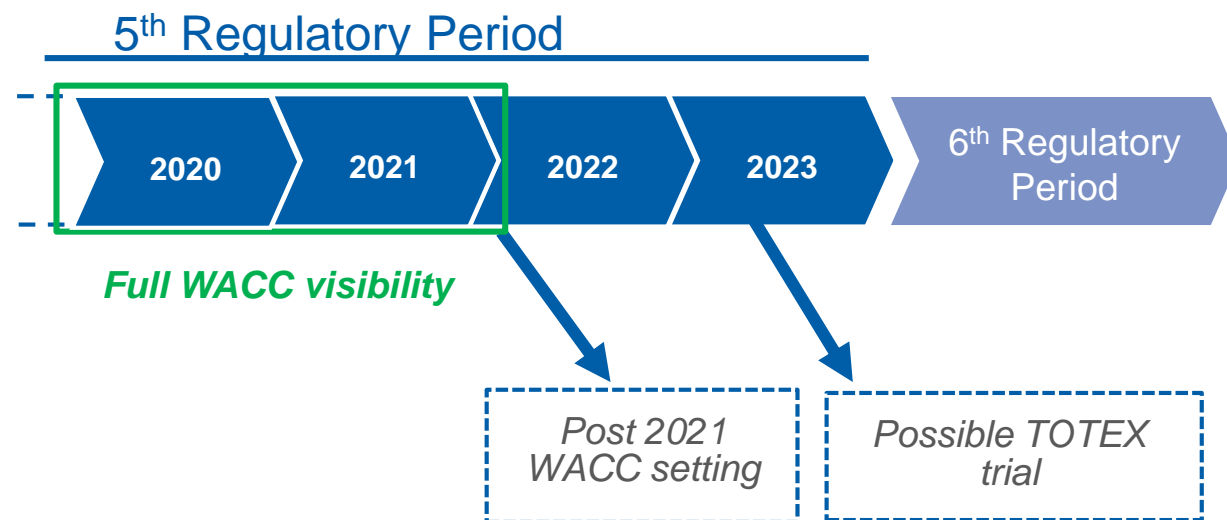 5th Regulatory Period
2020
2021
2022
2023
6th Regulatory
Period
Full WACC visibility
Post 2021
WACC setting
Possible TOTEX
trial